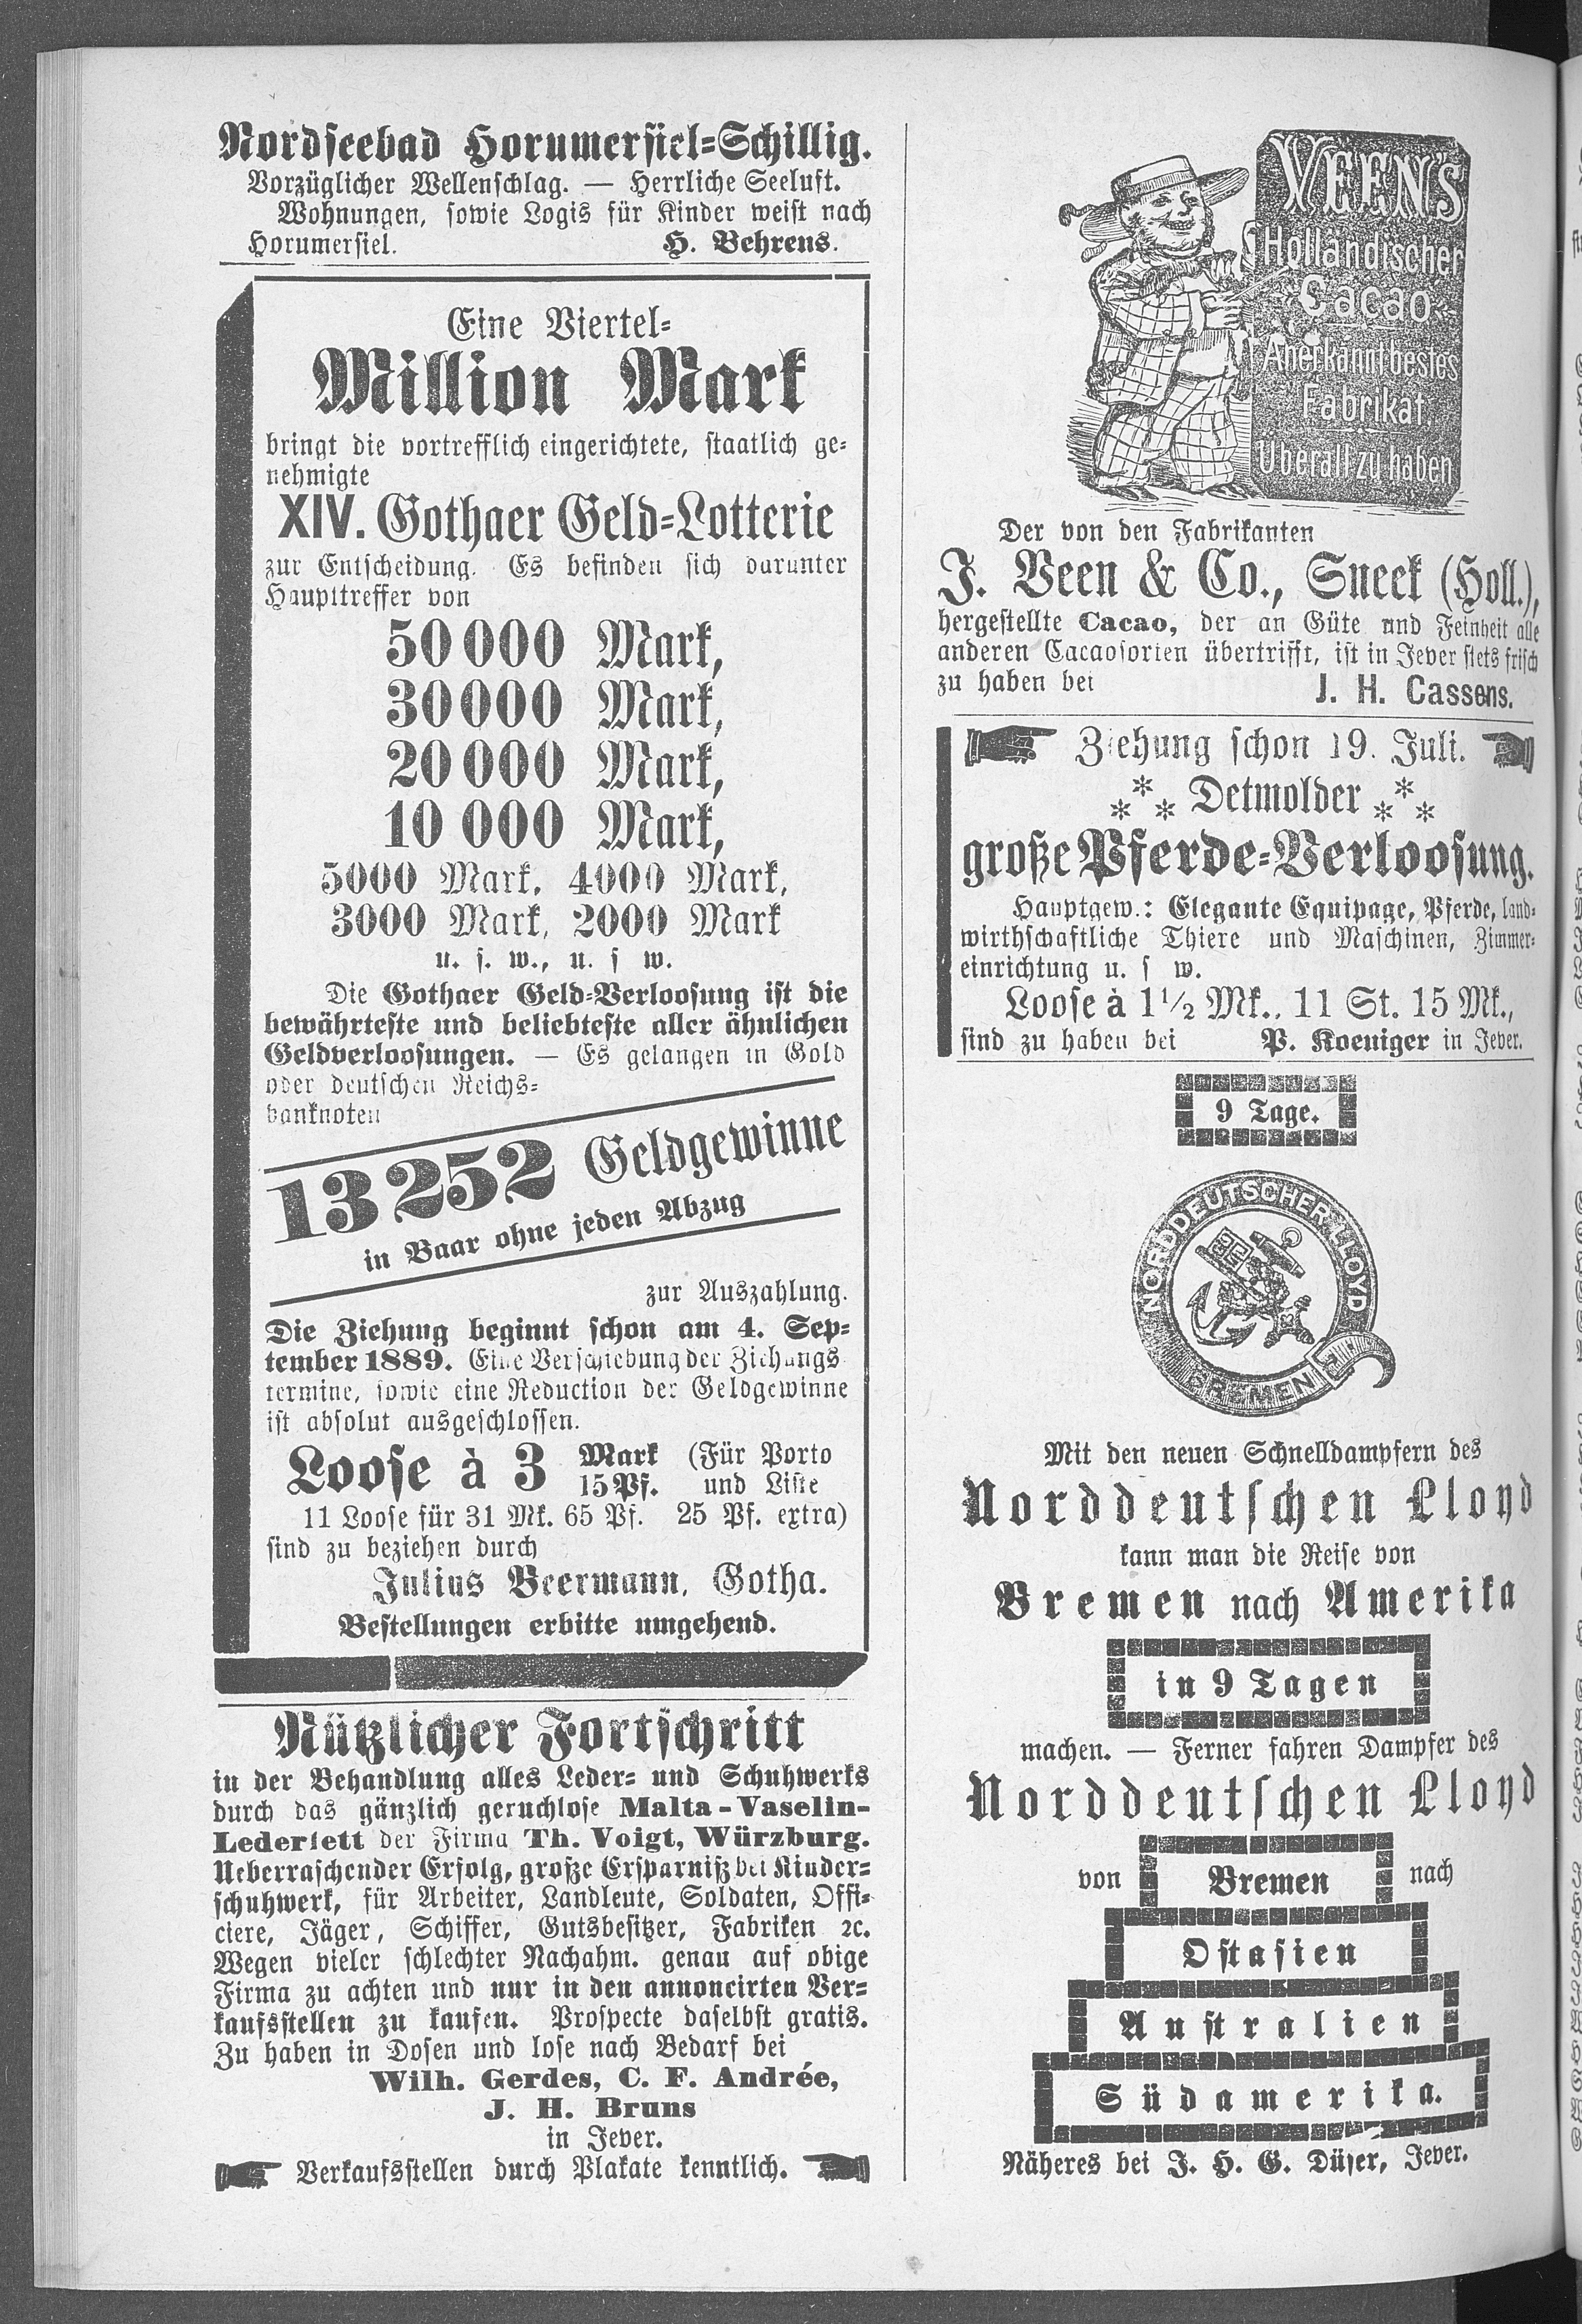 Nordseebad Horumersiel-Schillig.
Vorzüglicher Wellenschlag. — Herrliche Seeluft.
Wohnungen, sowie Logis für Kinder weist nach
Horumersiel. H. Behrens.
Eine Viertel-
Million Mark
bringt die vortrefflich eingerichtete, staatlich ge-
nehmigte
XIV. Gothaer Geld-Lotterie
zur Entscheidung. Es befinden sich darunter
Haupttreffer von
50 000 Mark,
30 000 Mark,
20 000 Mark,
10 000 Mark,
5000 Mark, 4000 Mark,
3000 Mark, 2000 Mark
u. s. w., u. s w.
Die Gothaer Geld-Verloosung ist die
bewährteste und beliebteste aller ähnlichen
Geldverloosungen. — Es gelangen in Gold
oder deutschen Reichs-
banknoten
13 252 Geldgewinne
in Baar ohne jeden Abzug
zur Auszahlung.
Die Ziehung beginnt schon am 4. Sep-
tember 1889. Eine Verschiebung der Ziehungs
termine, sowie eine Reduction der Geldgewinne
ist absolut ausgeschlossen.
Loose à 3 Mark 15 Pf. (Für Porto und Liste
11 Loose für 31 Mk. 65 Pf. 25 Pf. extra)
sind zu beziehen durch
Julius Beermann, Gotha.
Bestellungen erbitte umgehend.
Nützlicher Fortschritt
in der Behandlung alles Leder- und Schuhwerks
durch das gänzlich geruchlose Malta-Vaselin-
Lederfett der Firma Th. Voigt, Würzburg.
Ueberraschender Erfolg, große Ersparniß bei Kinder-
schuhwerk, für Arbeiter, Landleute, Soldaten, Offi-
ciere, Jäger, Schiffer, Gutsbesitzer, Fabriken ꝛc.
Wegen vieler schlechter Nachahm. genau auf obige
Firma zu achten und nur in den annoncirten Ver-
kaufsstellen zu kaufen. Prospecte daselbst gratis.
Zu haben in Dosen und lose nach Bedarf bei
Wilh. Gerdes, C. F. Andrée,
J. H. Bruns
in Jever.
Verkaufsstellen durch Plakate kenntlich.
VEEN'S
Holländischer
Cacao
Anerkannt bestes
Fabrikat.
Überall zu haben
Der von den Fabrikanten
J. Veen & Co., Sneek (Holl.),
hergestellte Cacao, der an Güte und Feinheit alle
anderen Cacaosorten übertrifft, ist in Jever stets frisch
zu haben bei J. H. Cassens.
Ziehung schon 19. Juli.
Detmolder
große Pferde-Verloosung.
Hauptgew.: Elegante Equipage, Pferde, land-
wirthschaftliche Thiere und Maschinen, Zimmer-
einrichtung u. s w.
Loose à 1½ Mk., 11 St. 15 Mk.,
sind zu haben bei P. Koeniger in Jever.
9 Tage.
NORDDEUTSCHER LLOYD
BREMEN
Mit den neuen Schnelldampfern des
Norddeutschen Lloyd
kann man die Reise von
Bremen nach Amerika
in 9 Tagen
machen. — Ferner fahren Dampfer des
Norddeutschen Lloyd
von Bremen nach
Ostasien
Australien
Südamerika.
Näheres bei J. H. G. Düser, Jever.